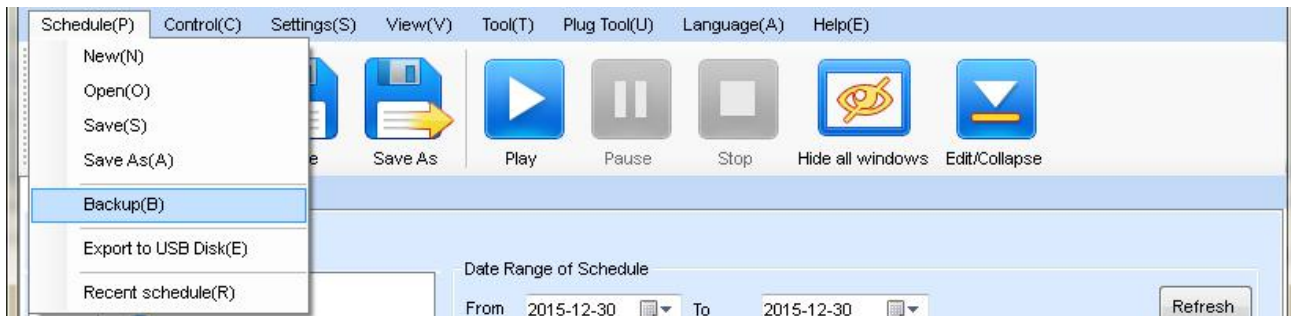 Schedule(P) Control(C) Settings(S) View(V) Tool(T) Plug Tool(U) Language(A) Help(E)
New(N)
Open(O)
Save(S)
Save As(A)
Backup(B)
Export to USB Disk(E)
Recent schedule(R)
e Save As Play Pause Stop Hide all windows Edit/Collapse
Date Range of Schedule
From 2015-12-30 To 2015-12-30 Refresh